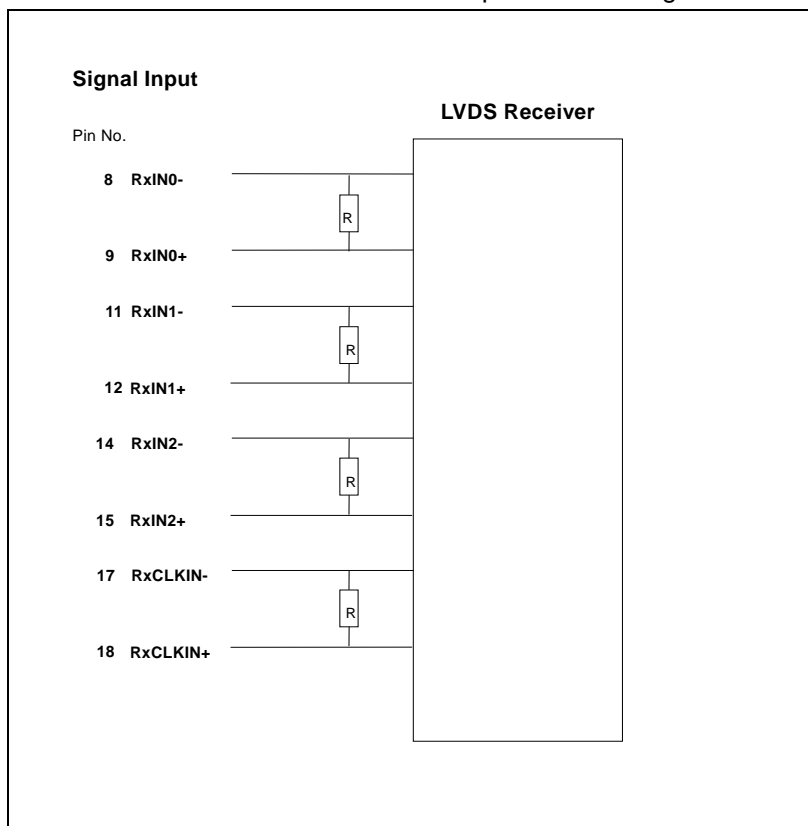 Signal Input
LVDS Receiver
Pin No.
8 RxIN0-
R
9 RxIN0+
11 RxIN1-
R
12 RxIN1+
14 RxIN2-
R
15 RxIN2+
17 RxCLKIN-
R
18 RxCLKIN+